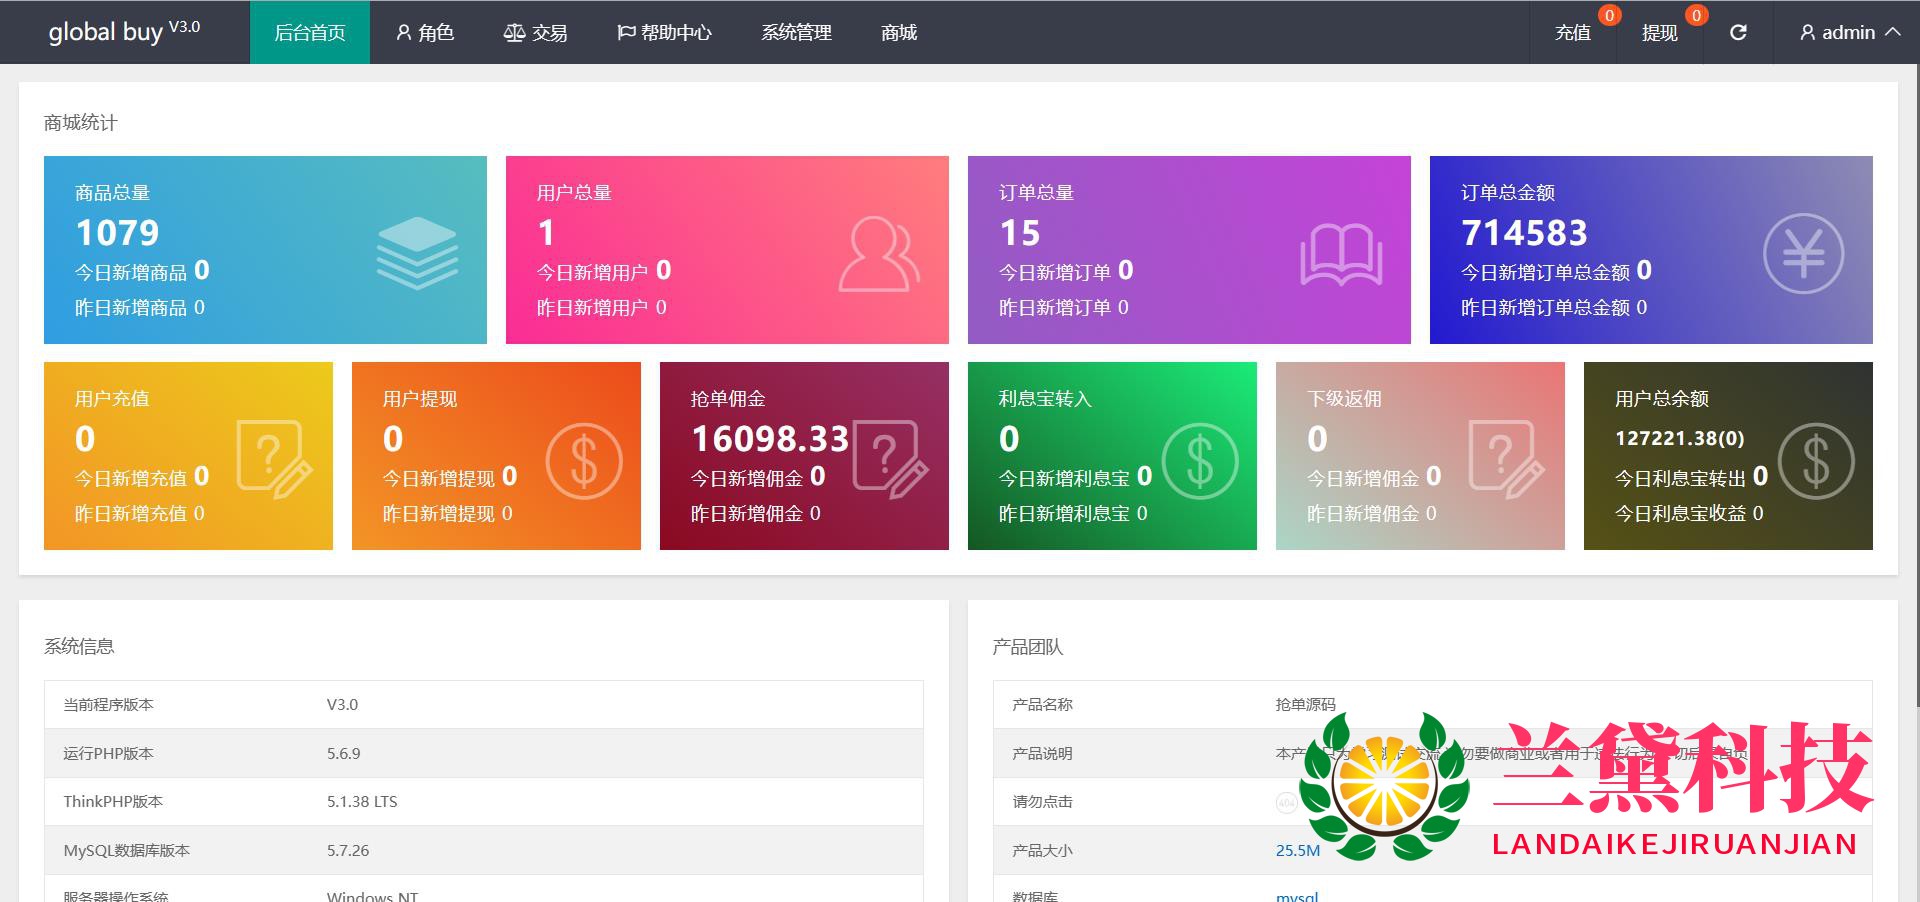 global buy V3.0
后台首页
角色
交易
帮助中心
系统管理
商城
充值 0
提现 0
admin
商城统计
商品总量
1079
今日新增商品 0
昨日新增商品 0
用户总量
1
今日新增用户 0
昨日新增用户 0
订单总量
15
今日新增订单 0
昨日新增订单 0
订单总金额
714583
今日新增订单总金额 0
昨日新增订单总金额 0
用户充值
0
今日新增充值 0
昨日新增充值 0
用户提现
0
今日新增提现 0
昨日新增提现 0
抢单佣金
16098.33
今日新增佣金 0
昨日新增佣金 0
利息宝转入
0
今日新增利息宝 0
昨日新增利息宝 0
下级返佣
0
今日新增佣金 0
昨日新增佣金 0
用户总余额
127221.38(0)
今日利息宝转出 0
今日利息宝收益 0
系统信息
当前程序版本 V3.0
运行PHP版本 5.6.9
ThinkPHP版本 5.1.38 LTS
MySQL数据库版本 5.7.26
服务器操作系统 Windows NT
产品团队
产品名称 抢单源码
产品说明 本产 只为 交流 勿要做商业或者用于
请勿点击 404
产品大小 25.5M
数据库 mysql
兰黛科技
LANDAIKEJIRUANJIAN